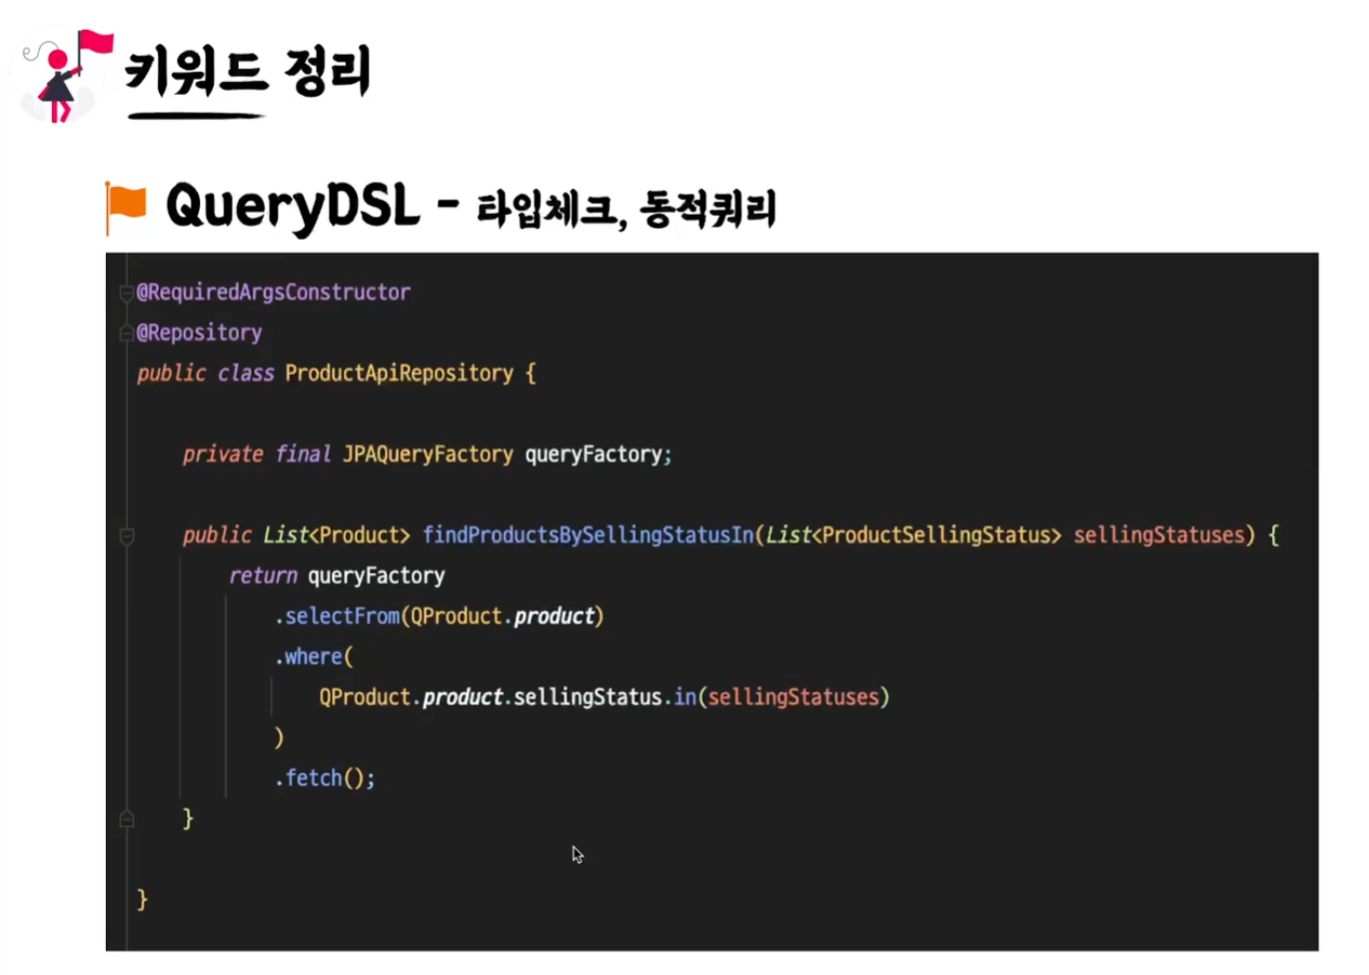 키워드 정리
QueryDSL - 타입체크, 동적쿼리
@RequiredArgsConstructor
@Repository
public class ProductApiRepository {
private final JPAQueryFactory queryFactory;
public List<Product> findProductsBySellingStatusIn(List<ProductSellingStatus> sellingStatuses) {
return queryFactory
.selectFrom(QProduct.product)
.where(
QProduct.product.sellingStatus.in(sellingStatuses)
)
.fetch();
}
}